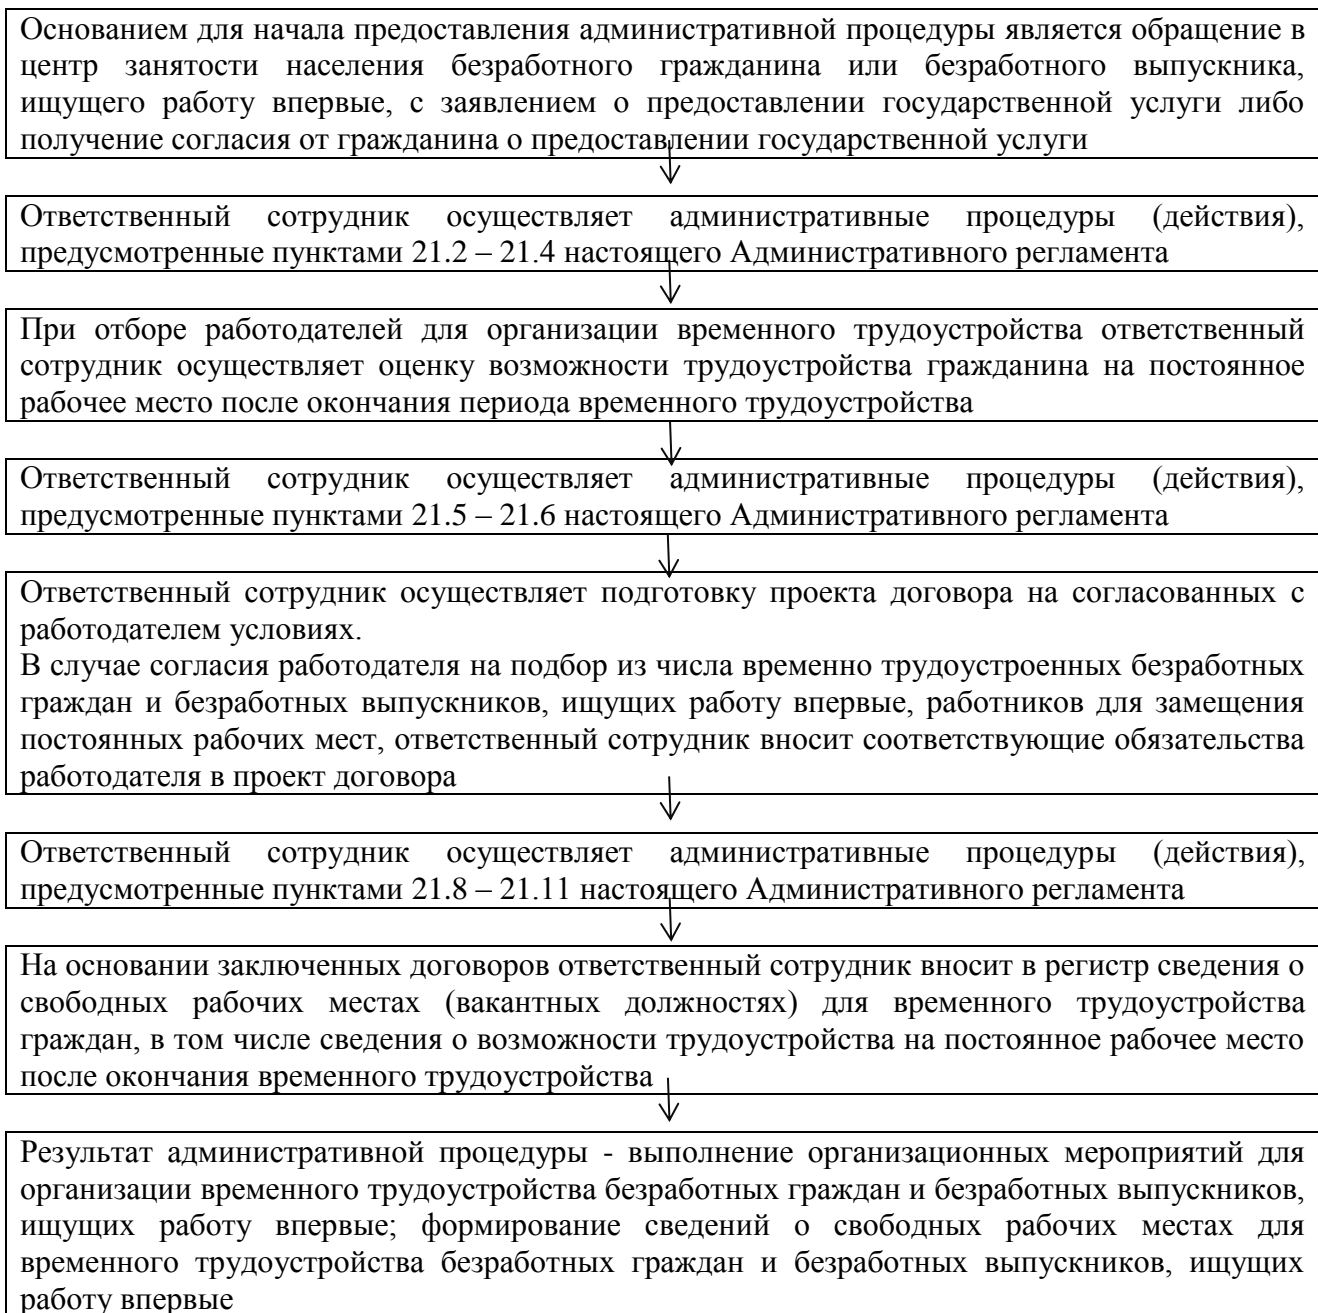 Основанием для начала предоставления административной процедуры является обращение в
центр занятости населения безработного гражданина или безработного выпускника,
ищущего работу впервые, с заявлением о предоставлении государственной услуги либо
получение согласия от гражданина о предоставлении государственной услуги
Ответственный сотрудник осуществляет административные процедуры (действия),
предусмотренные пунктами 21.2 – 21.4 настоящего Административного регламента
При отборе работодателей для организации временного трудоустройства ответственный
сотрудник осуществляет оценку возможности трудоустройства гражданина на постоянное
рабочее место после окончания периода временного трудоустройства
Ответственный сотрудник осуществляет административные процедуры (действия),
предусмотренные пунктами 21.5 – 21.6 настоящего Административного регламента
Ответственный сотрудник осуществляет подготовку проекта договора на согласованных с
работодателем условиях.
В случае согласия работодателя на подбор из числа временно трудоустроенных безработных
граждан и безработных выпускников, ищущих работу впервые, работников для замещения
постоянных рабочих мест, ответственный сотрудник вносит соответствующие обязательства
работодателя в проект договора
Ответственный сотрудник осуществляет административные процедуры (действия),
предусмотренные пунктами 21.8 – 21.11 настоящего Административного регламента
На основании заключенных договоров ответственный сотрудник вносит в регистр сведения о
свободных рабочих местах (вакантных должностях) для временного трудоустройства
граждан, в том числе сведения о возможности трудоустройства на постоянное рабочее место
после окончания временного трудоустройства
Результат административной процедуры - выполнение организационных мероприятий для
организации временного трудоустройства безработных граждан и безработных выпускников,
ищущих работу впервые; формирование сведений о свободных рабочих местах для
временного трудоустройства безработных граждан и безработных выпускников, ищущих
работу впервые